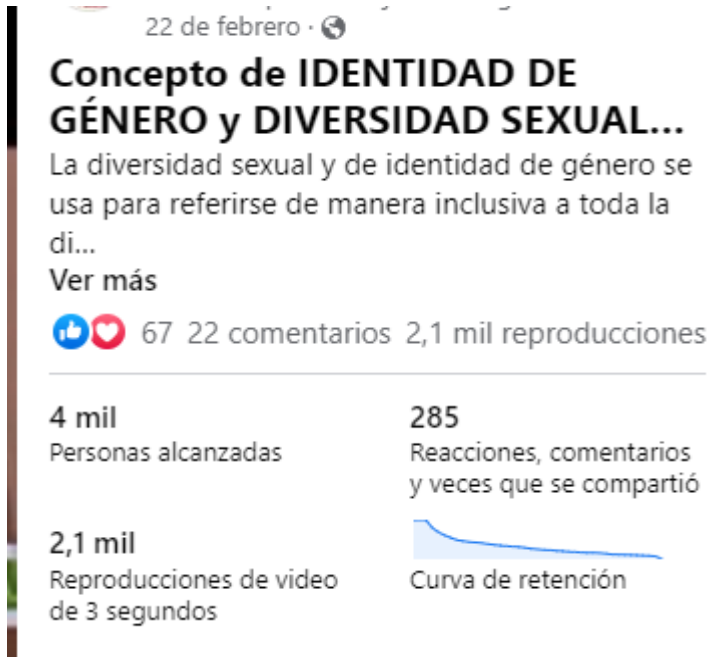 22 de febrero ·
Concepto de IDENTIDAD DE
GÉNERO y DIVERSIDAD SEXUAL...
La diversidad sexual y de identidad de género se
usa para referirse de manera inclusiva a toda la
di...
Ver más
67 22 comentarios 2,1 mil reproducciones
4 mil
Personas alcanzadas
285
Reacciones, comentarios
y veces que se compartió
2,1 mil
Reproducciones de video
de 3 segundos
Curva de retención